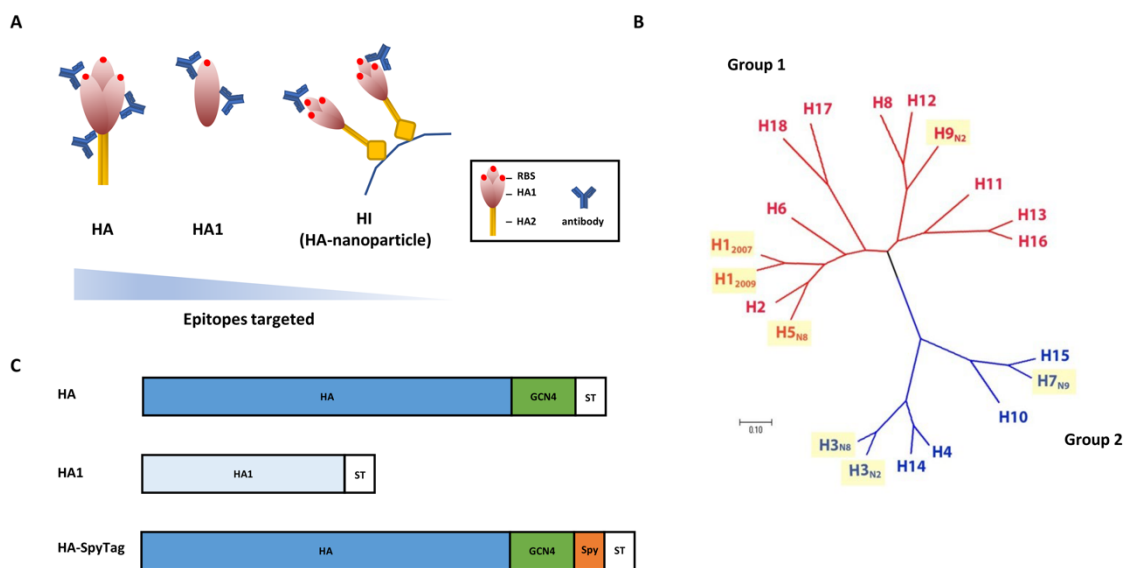 A
HA
HA1
HI
(HA-nanoparticle)
RBS
HA1
HA2
antibody
Epitopes targeted
B
Group 1
H17
H18
H8
H12
H9N2
H11
H13
H16
H6
H12007
H12009
H2
H5N8
H15
H7N9
H10
Group 2
H3N8
H3N2
H14
H4
0.10
C
HA
HA
GCN4
ST
HA1
HA1
ST
HA-SpyTag
HA
GCN4
Spy
ST